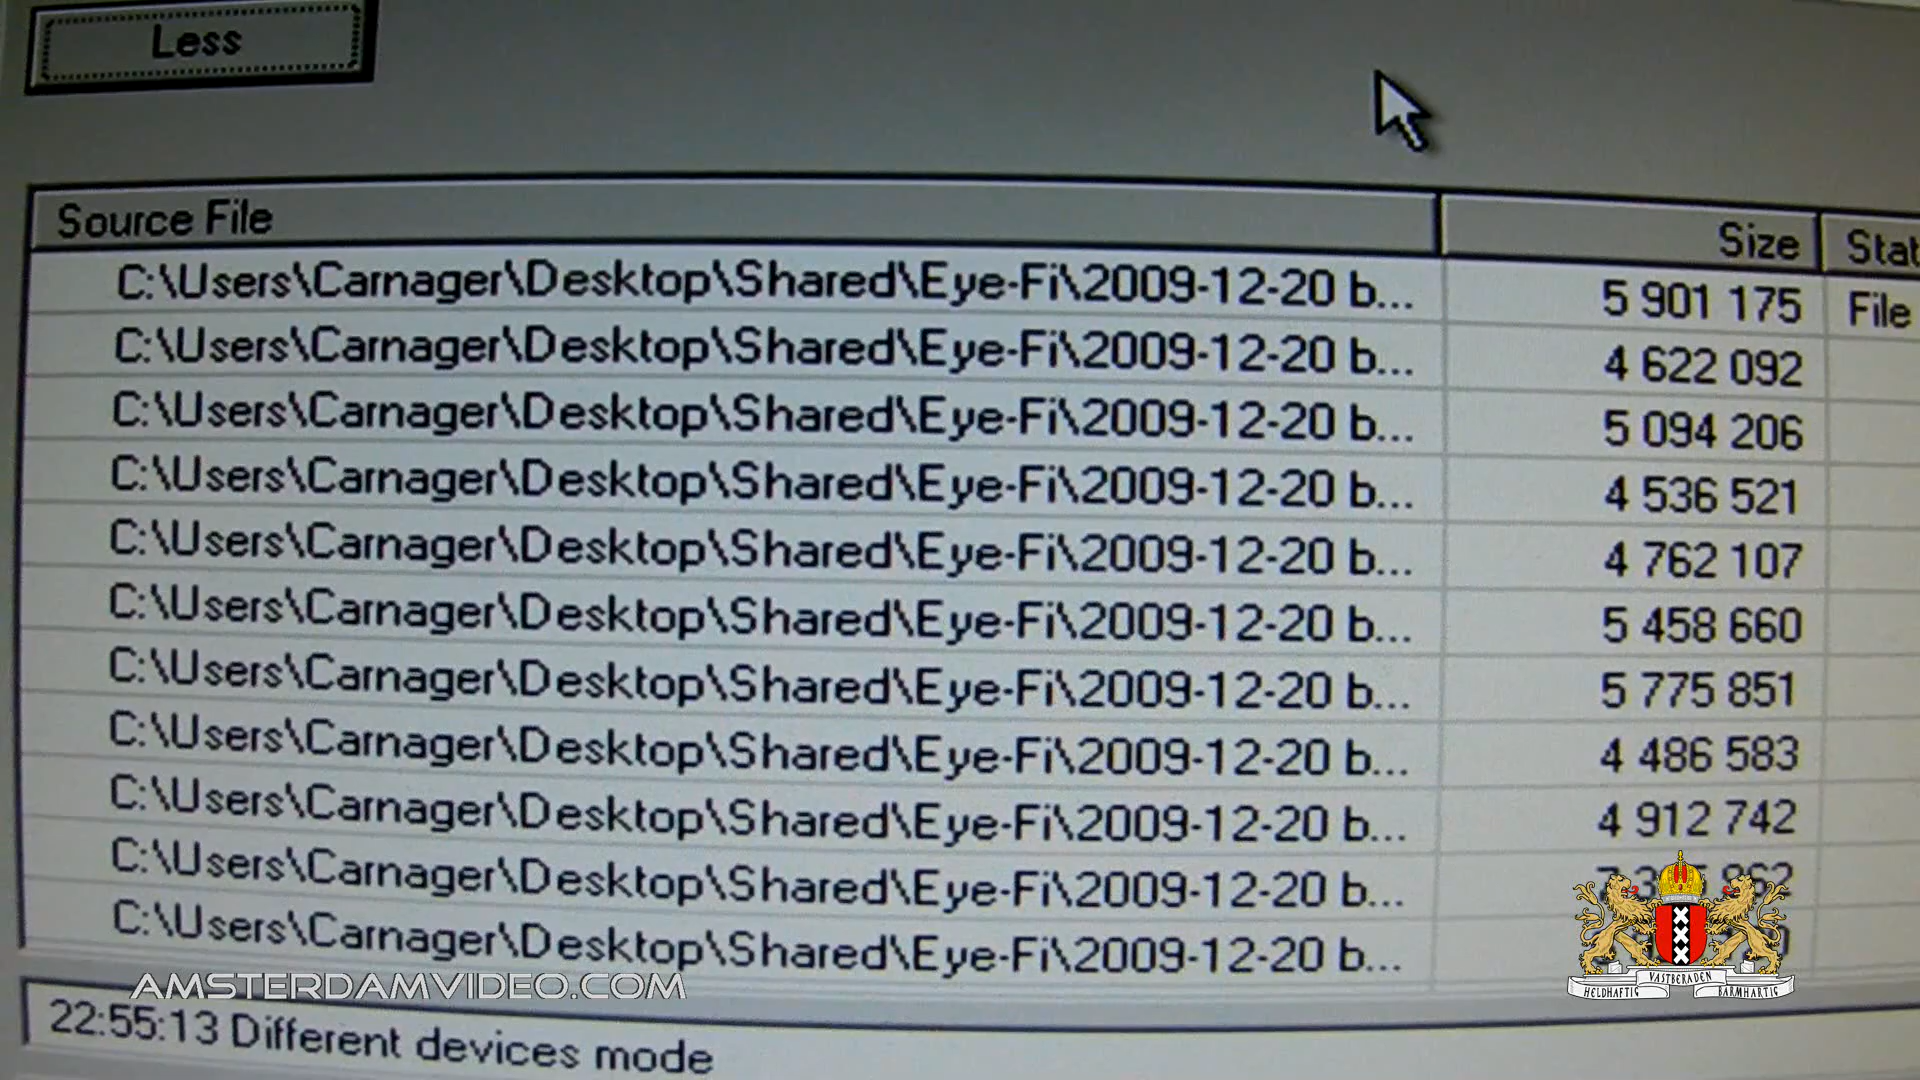 Less
Source File Size Stat
C:\Users\Carnager\Desktop\Shared\Eye-Fi\2009-12-20 b... 5 901 175 File
C:\Users\Carnager\Desktop\Shared\Eye-Fi\2009-12-20 b... 4 622 092
C:\Users\Carnager\Desktop\Shared\Eye-Fi\2009-12-20 b... 5 094 206
C:\Users\Carnager\Desktop\Shared\Eye-Fi\2009-12-20 b... 4 536 521
C:\Users\Carnager\Desktop\Shared\Eye-Fi\2009-12-20 b... 4 762 107
C:\Users\Carnager\Desktop\Shared\Eye-Fi\2009-12-20 b... 5 458 660
C:\Users\Carnager\Desktop\Shared\Eye-Fi\2009-12-20 b... 5 775 851
C:\Users\Carnager\Desktop\Shared\Eye-Fi\2009-12-20 b... 4 486 583
C:\Users\Carnager\Desktop\Shared\Eye-Fi\2009-12-20 b... 4 912 742
C:\Users\Carnager\Desktop\Shared\Eye-Fi\2009-12-20 b...
C:\Users\Carnager\Desktop\Shared\Eye-Fi\2009-12-20 b...
AMSTERDAMVIDEO.COM
HELDHAFTIG VASTBERADEN BARMHARTIG
22:55:13 Different devices mode